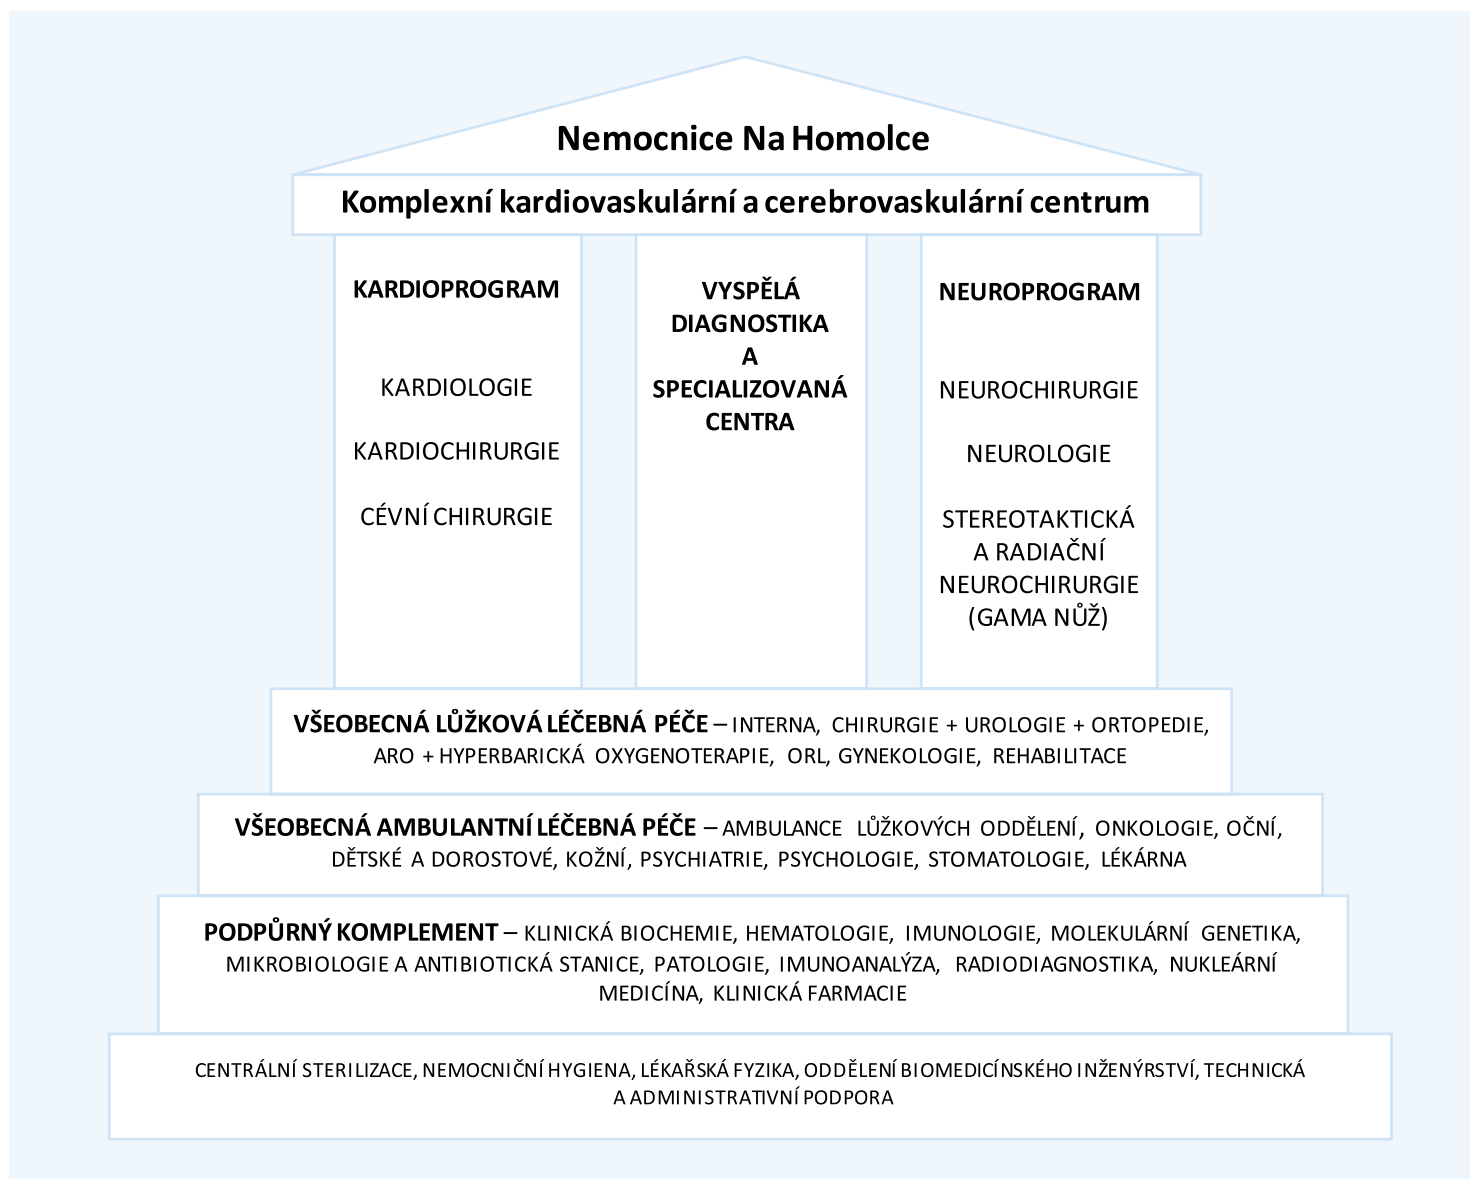 Nemocnice Na Homolce
Komplexní kardiovaskulární a cerebrovaskulární centrum
KARDIOPROGRAM
KARDIOLOGIE
KARDIOCHIRURGIE
CÉVNÍ CHIRURGIE
VYSPĚLÁ
DIAGNOSTIKA
A
SPECIALIZOVANÁ
CENTRA
NEUROPROGRAM
NEUROCHIRURGIE
NEUROLOGIE
STEREOTAKTICKÁ
A RADIAČNÍ
NEUROCHIRURGIE
(GAMA NŮŽ)
VŠEOBECNÁ LŮŽKOVÁ LÉČEBNÁ PÉČE – INTERNA, CHIRURGIE + UROLOGIE + ORTOPEDIE,
ARO + HYPERBARICKÁ OXYGENOTERAPIE, ORL, GYNEKOLOGIE, REHABILITACE
VŠEOBECNÁ AMBULANTNÍ LÉČEBNÁ PÉČE – AMBULANCE LŮŽKOVÝCH ODDĚLENÍ, ONKOLOGIE, OČNÍ,
DĚTSKÉ A DOROSTOVÉ, KOŽNÍ, PSYCHIATRIE, PSYCHOLOGIE, STOMATOLOGIE, LÉKÁRNA
PODPŮRNÝ KOMPLEMENT – KLINICKÁ BIOCHEMIE, HEMATOLOGIE, IMUNOLOGIE, MOLEKULÁRNÍ GENETIKA,
MIKROBIOLOGIE A ANTIBIOTICKÁ STANICE, PATOLOGIE, IMUNOANALÝZA, RADIODIAGNOSTIKA, NUKLEÁRNÍ
MEDICÍNA, KLINICKÁ FARMACIE
CENTRÁLNÍ STERILIZACE, NEMOCNIČNÍ HYGIENA, LÉKAŘSKÁ FYZIKA, ODDĚLENÍ BIOMEDICÍNSKÉHO INŽENÝRSTVÍ, TECHNICKÁ
A ADMINISTRATIVNÍ PODPORA